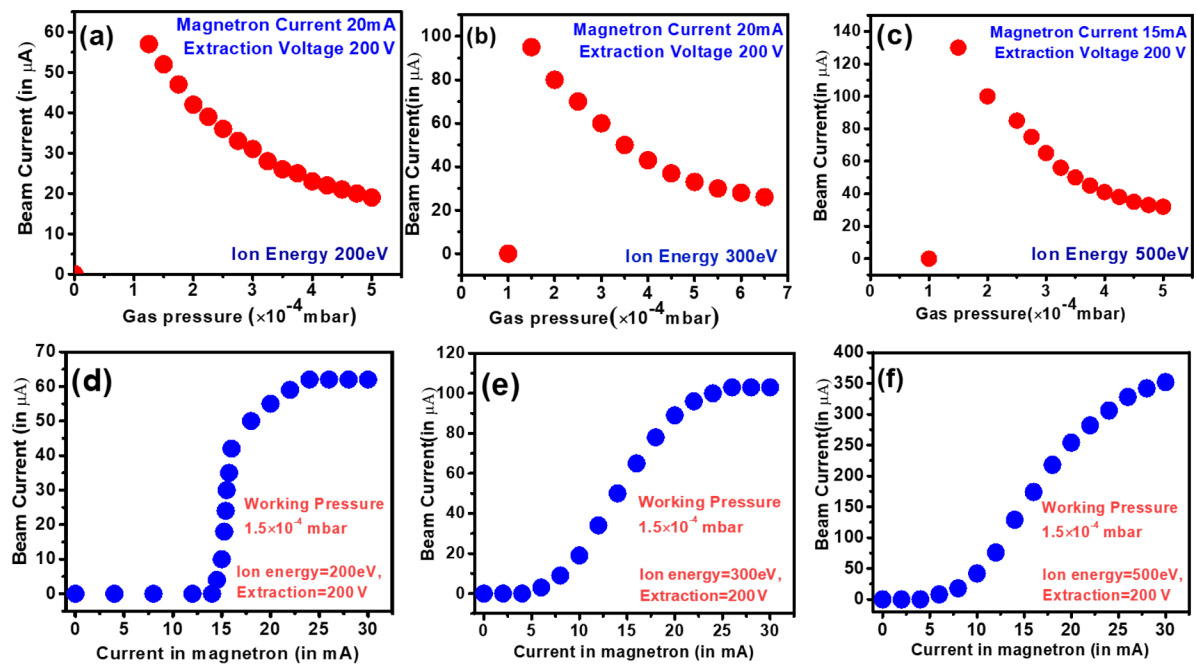 (a)
Magnetron Current 20mA
Extraction Voltage 200 V
Ion Energy 200eV
Beam Current (in μA)
60
50
40
30
20
10
0
0 1 2 3 4 5
Gas pressure (×10⁻⁴mbar)
(b)
Magnetron Current 20mA
Extraction Voltage 200 V
Ion Energy 300eV
Beam Current(in μA)
100
80
60
40
20
0
0 1 2 3 4 5 6 7
Gas pressure(×10⁻⁴mbar)
(c)
Magnetron Current 15mA
Extraction Voltage 200 V
Ion Energy 500eV
Beam Current(in μA)
140
120
100
80
60
40
20
0
0 1 2 3 4 5
Gas pressure(×10⁻⁴mbar)
(d)
Working Pressure
1.5×10⁻⁴ mbar
Ion energy=200eV,
Extraction=200 V
Beam Current (in μA)
70
60
50
40
30
20
10
0
0 5 10 15 20 25 30
Current in magnetron (in mA)
(e)
Working Pressure
1.5×10⁻⁴ mbar
Ion energy=300eV,
Extraction=200 V
Beam Current(in μA)
120
100
80
60
40
20
0
0 5 10 15 20 25 30
Current in magnetron (in mA)
(f)
Working Pressure
1.5×10⁻⁴ mbar
Ion energy=500eV,
Extraction=200 V
Beam Current(in μA)
400
350
300
250
200
150
100
50
0
0 5 10 15 20 25 30
Current in magnetron (in mA)